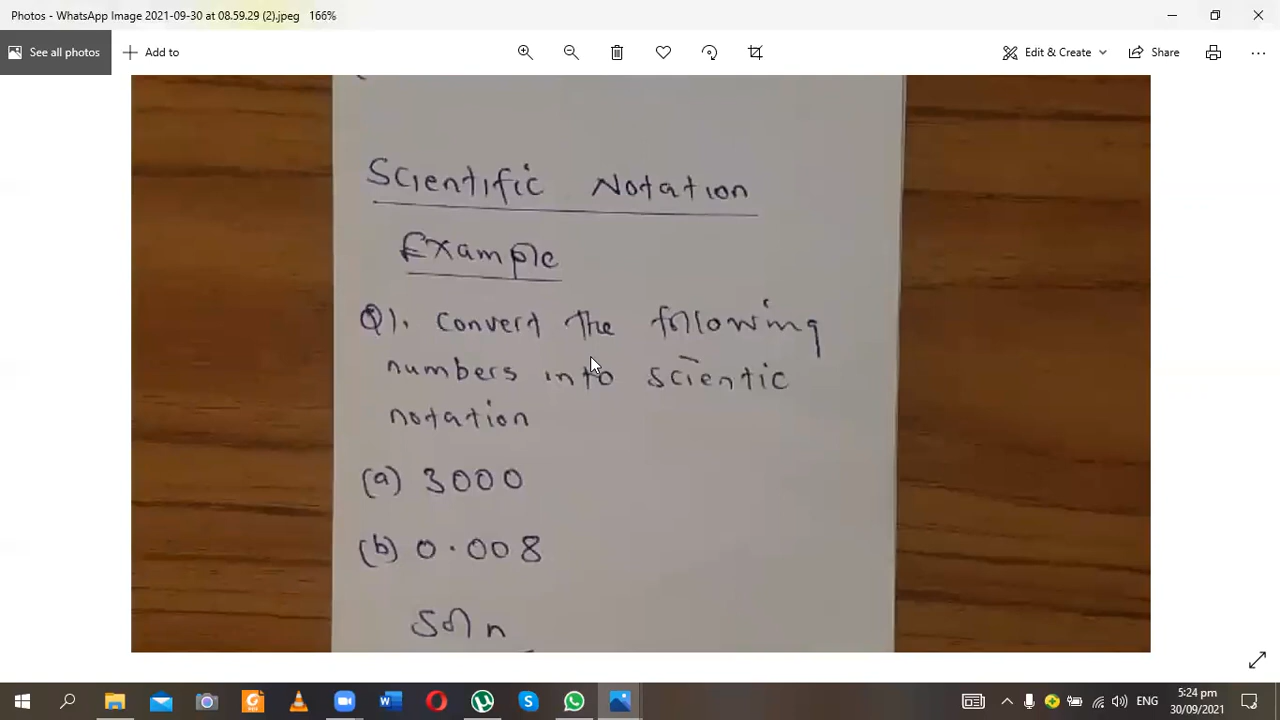 Photos - WhatsApp Image 2021-09-30 at 08.59.29 (2).jpeg 166%
See all photos
Add to
Edit & Create
Share
Scientific Notation
Example
Q1. Convert the following
numbers into scientic
notation
(a) 3000
(b) 0.008
Soln
ENG
5:24 pm
30/09/2021